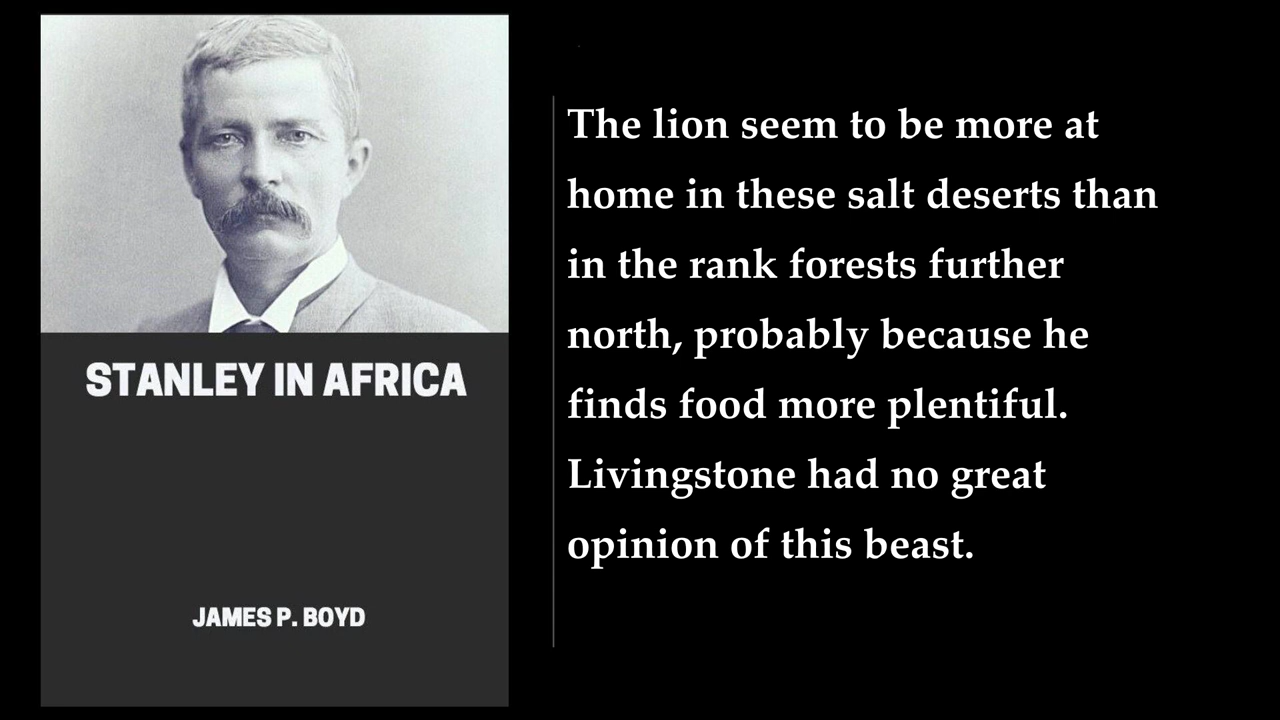 STANLEY IN AFRICA
JAMES P. BOYD
The lion seem to be more at
home in these salt deserts than
in the rank forests further
north, probably because he
finds food more plentiful.
Livingstone had no great
opinion of this beast.